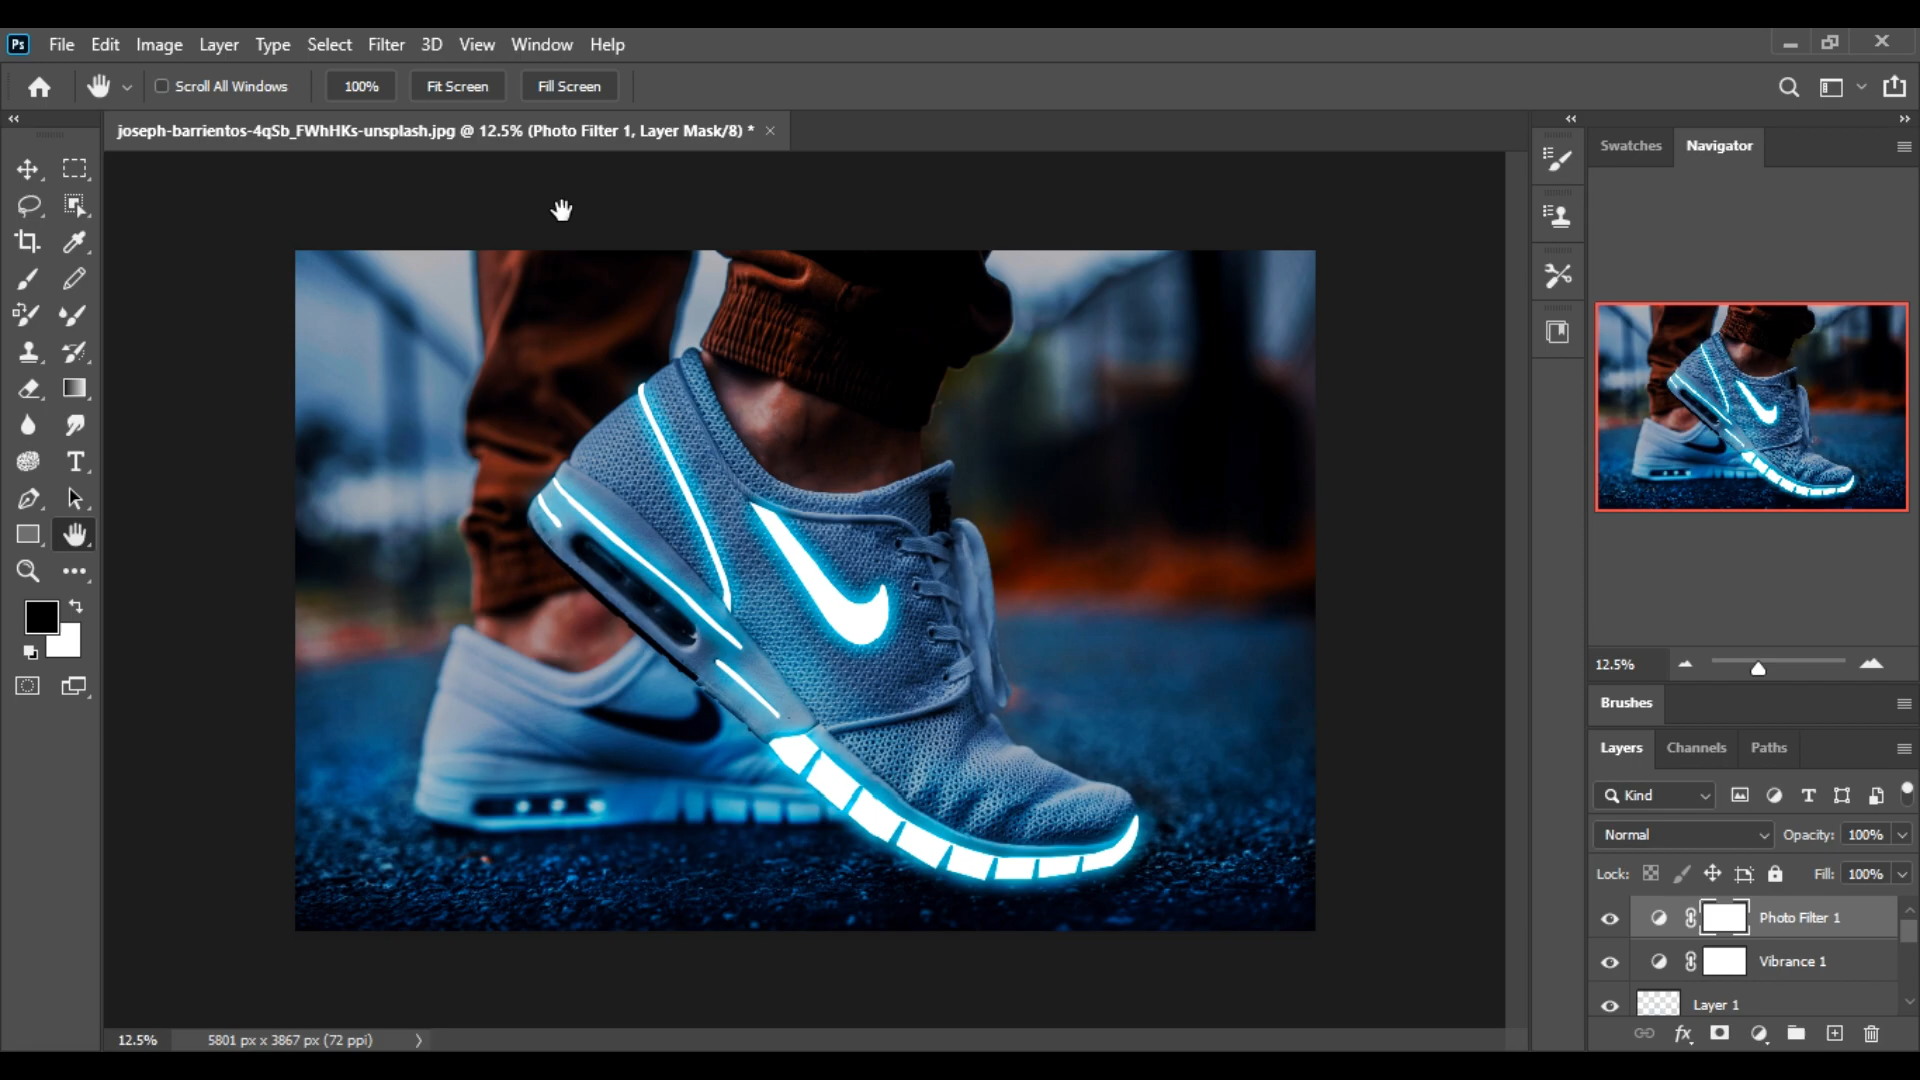 Ps File Edit Image Layer Type Select Filter 3D View Window Help
Scroll All Windows 100% Fit Screen Fill Screen
joseph-barrientos-4qSb_FWhHKs-unsplash.jpg @ 12.5% (Photo Filter 1, Layer Mask/8) *
Swatches Navigator
12.5%
Brushes
Layers Channels Paths
Kind
Normal Opacity: 100%
Lock: Fill: 100%
Photo Filter 1
Vibrance 1
Layer 1
fx
12.5% 5801 px x 3867 px (72 ppi)